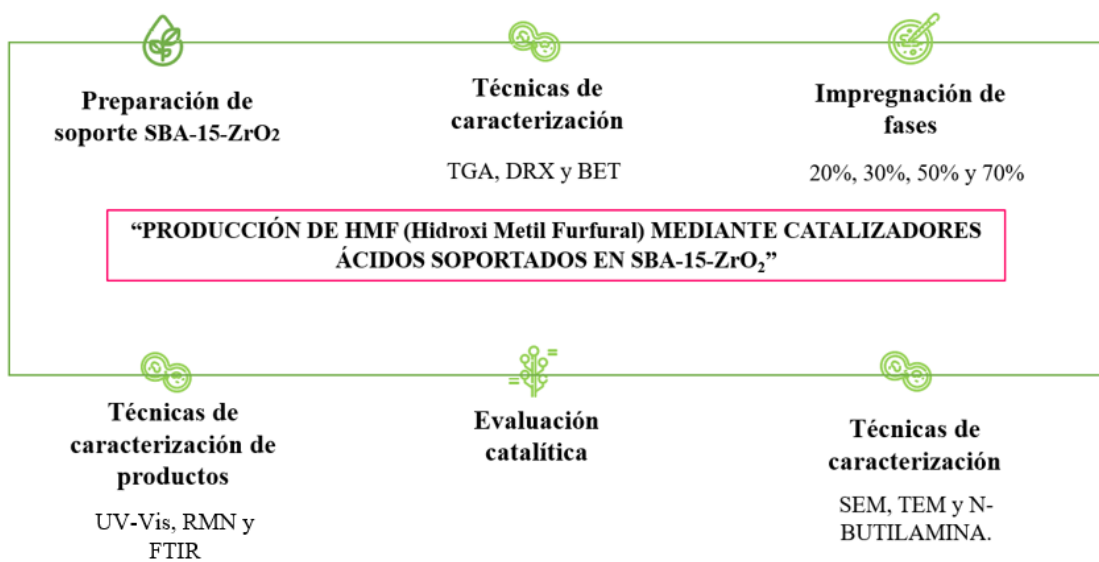 Preparación de
soporte SBA-15-ZrO₂
Técnicas de
caracterización
TGA, DRX y BET
Impregnación de
fases
20%, 30%, 50% y 70%
“PRODUCCIÓN DE HMF (Hidroxi Metil Furfural) MEDIANTE CATALIZADORES
ÁCIDOS SOPORTADOS EN SBA-15-ZrO₂”
Técnicas de
caracterización de
productos
UV-Vis, RMN y
FTIR
Evaluación
catalítica
Técnicas de
caracterización
SEM, TEM y N-
BUTILAMINA.